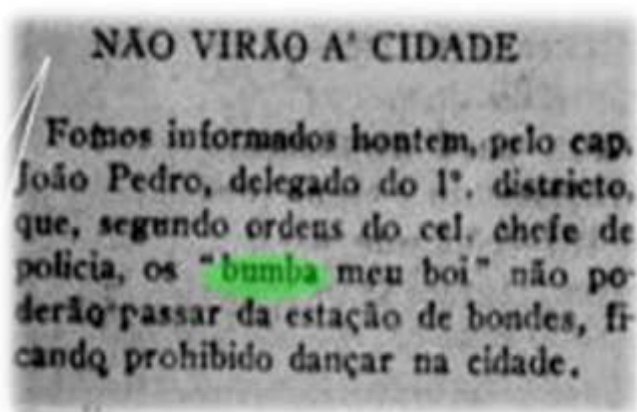 NÃO VIRÃO A' CIDADE
Fomos informados hontem, pelo cap.
João Pedro, delegado do 1º. districto,
que, segundo ordens do cel. chefe de
policia, os "bumba meu boi" não po-
derão passar da estação de bondes, fi-
cando prohibido dançar na cidade.